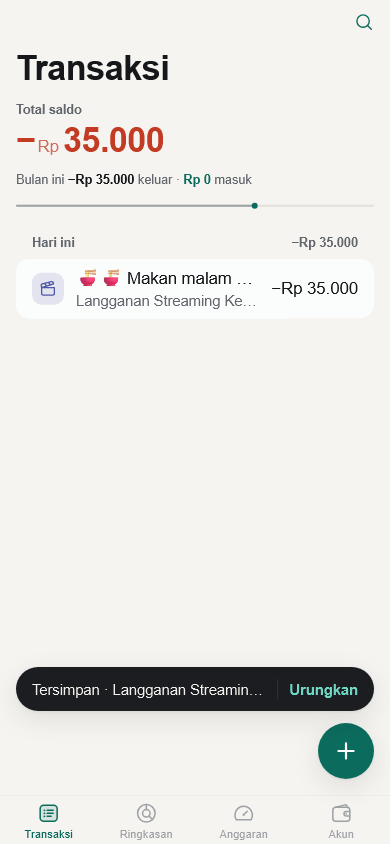 Transaksi
Total saldo
−Rp 35.000
Bulan ini −Rp 35.000 keluar · Rp 0 masuk
Hari ini −Rp 35.000
🍜 🍜 Makan malam … −Rp 35.000
Langganan Streaming Ke…
Tersimpan · Langganan Streamin… Urungkan
Transaksi Ringkasan Anggaran Akun